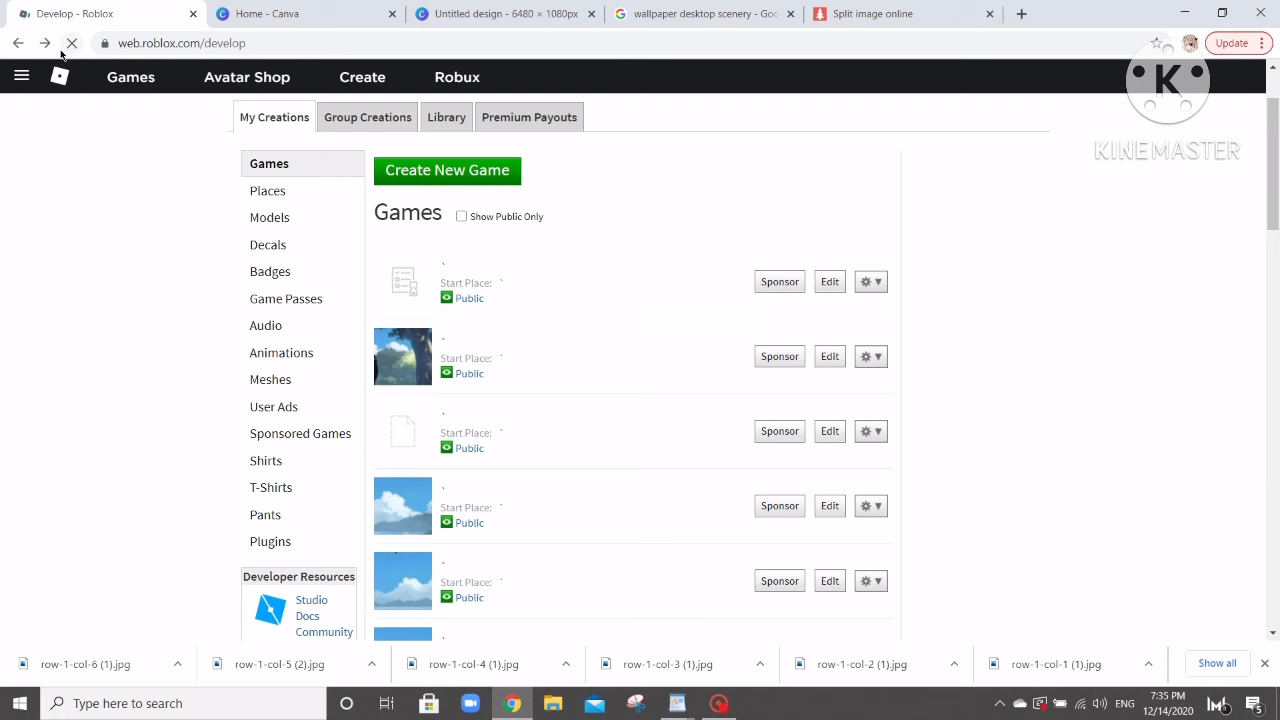 Develop - Roblox
Home - Canva
Untitled design - 6480 × 1080px
wallpaper desktop scenery - Goo
Split image online
web.roblox.com/develop
Update
Games
Avatar Shop
Create
Robux
K
KINEMASTER
My Creations
Group Creations
Library
Premium Payouts
Games
Places
Models
Decals
Badges
Game Passes
Audio
Animations
Meshes
User Ads
Sponsored Games
Shirts
T-Shirts
Pants
Plugins
Developer Resources
Studio
Docs
Community
Create New Game
Games
Show Public Only
`
Start Place: `
Public
Sponsor
Edit
`
Start Place: `
Public
Sponsor
Edit
`
Start Place: `
Public
Sponsor
Edit
`
Start Place: `
Public
Sponsor
Edit
`
Start Place: `
Public
Sponsor
Edit
`
row-1-col-6 (1).jpg
row-1-col-5 (2).jpg
row-1-col-4 (1).jpg
row-1-col-3 (1).jpg
row-1-col-2 (1).jpg
row-1-col-1 (1).jpg
Show all
Type here to search
ENG
7:35 PM
12/14/2020
5